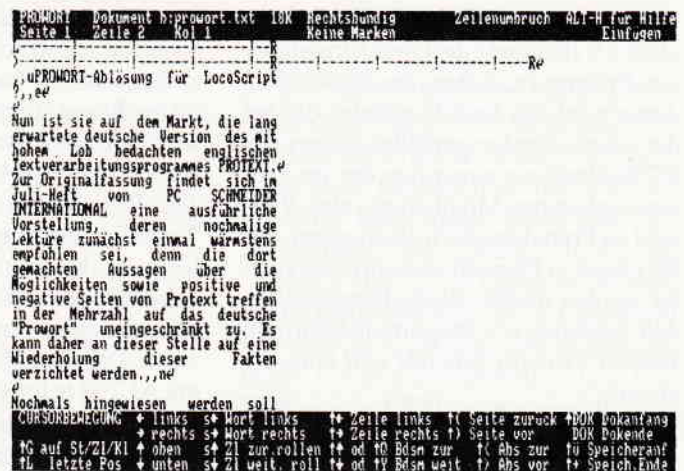 PROWORT Dokument h:prowort.txt 18K Rechtsbündig Zeilenumbruch ALT-H für Hilfe
Seite 1 Zeile 2 Kol 1 Keine Marken Einfügen
,,uPROWORT-Ablösung für LocoScript
Nun ist sie auf dem Markt, die lang
erwartete deutsche Version des mit
hohem Lob bedachten englischen
Textverarbeitungsprogrammes PROTEXT.
Zur Originalfassung findet sich im
Juli-Heft von PC SCHNEIDER
INTERNATIONAL eine ausführliche
Vorstellung, deren nochmalige
Lektüre zunächst einmal wärmstens
empfohlen sei, denn die dort
gemachten Aussagen über die
Möglichkeiten sowie positive und
negative Seiten von Protext treffen
in der Mehrzahl auf das deutsche
"Prowort" uneingeschränkt zu. Es
kann daher an dieser Stelle auf eine
Wiederholung dieser Fakten
verzichtet werden.,,n
Nochmals hingewiesen werden soll
CURSORBEWEGUNG links Wort links Zeile links Seite zurück Dokanfang
rechts Wort rechts Zeile rechts Seite vor Dokende
auf St/Zl/Kl oben Zl zur.rollen od Bdsm zur Abs zur Speicheranf
letzte Pos unten Zl weit. roll od Bdsm weit Abs vor Ende